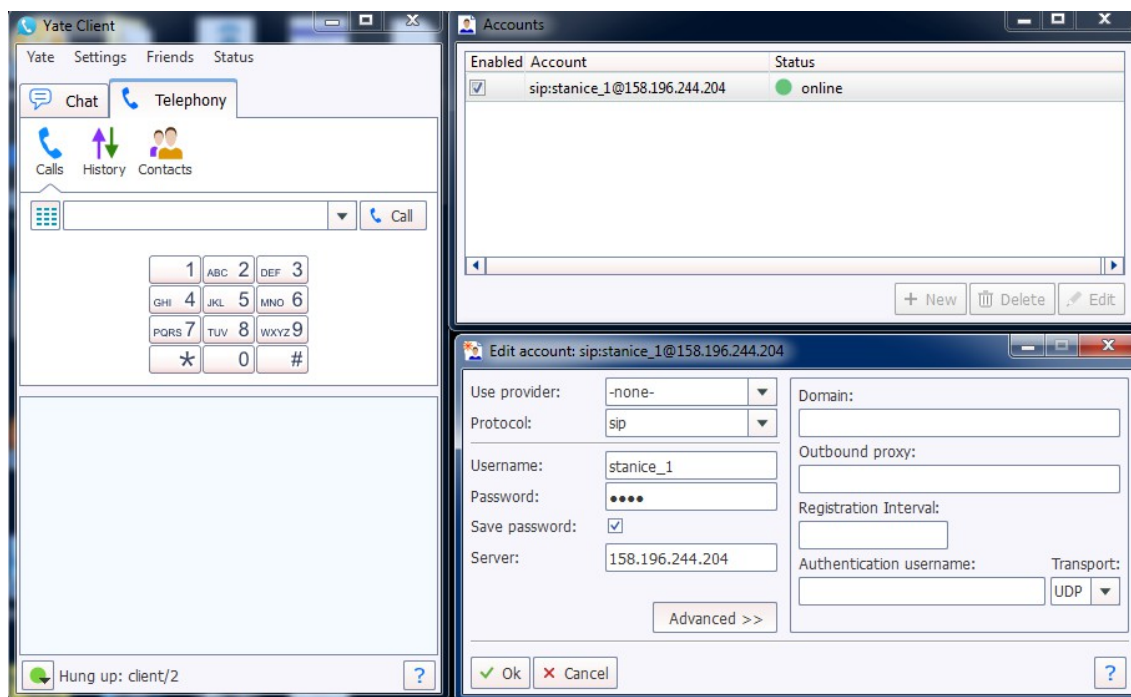 Yate Client
Yate Settings Friends Status
Chat Telephony
Calls History Contacts
Call
1 ABC 2 DEF 3
GHI 4 JKL 5 MNO 6
PQRS 7 TUV 8 WXYZ 9
* 0 #
Hung up: client/2
?
Accounts
Enabled Account Status
sip:stanice_1@158.196.244.204 online
+ New Delete Edit
Edit account: sip:stanice_1@158.196.244.204
Use provider: -none-
Protocol: sip
Username: stanice_1
Password: ••••
Save password:
Server: 158.196.244.204
Advanced >>
Domain:
Outbound proxy:
Registration Interval:
Authentication username: Transport:
UDP
Ok Cancel
?